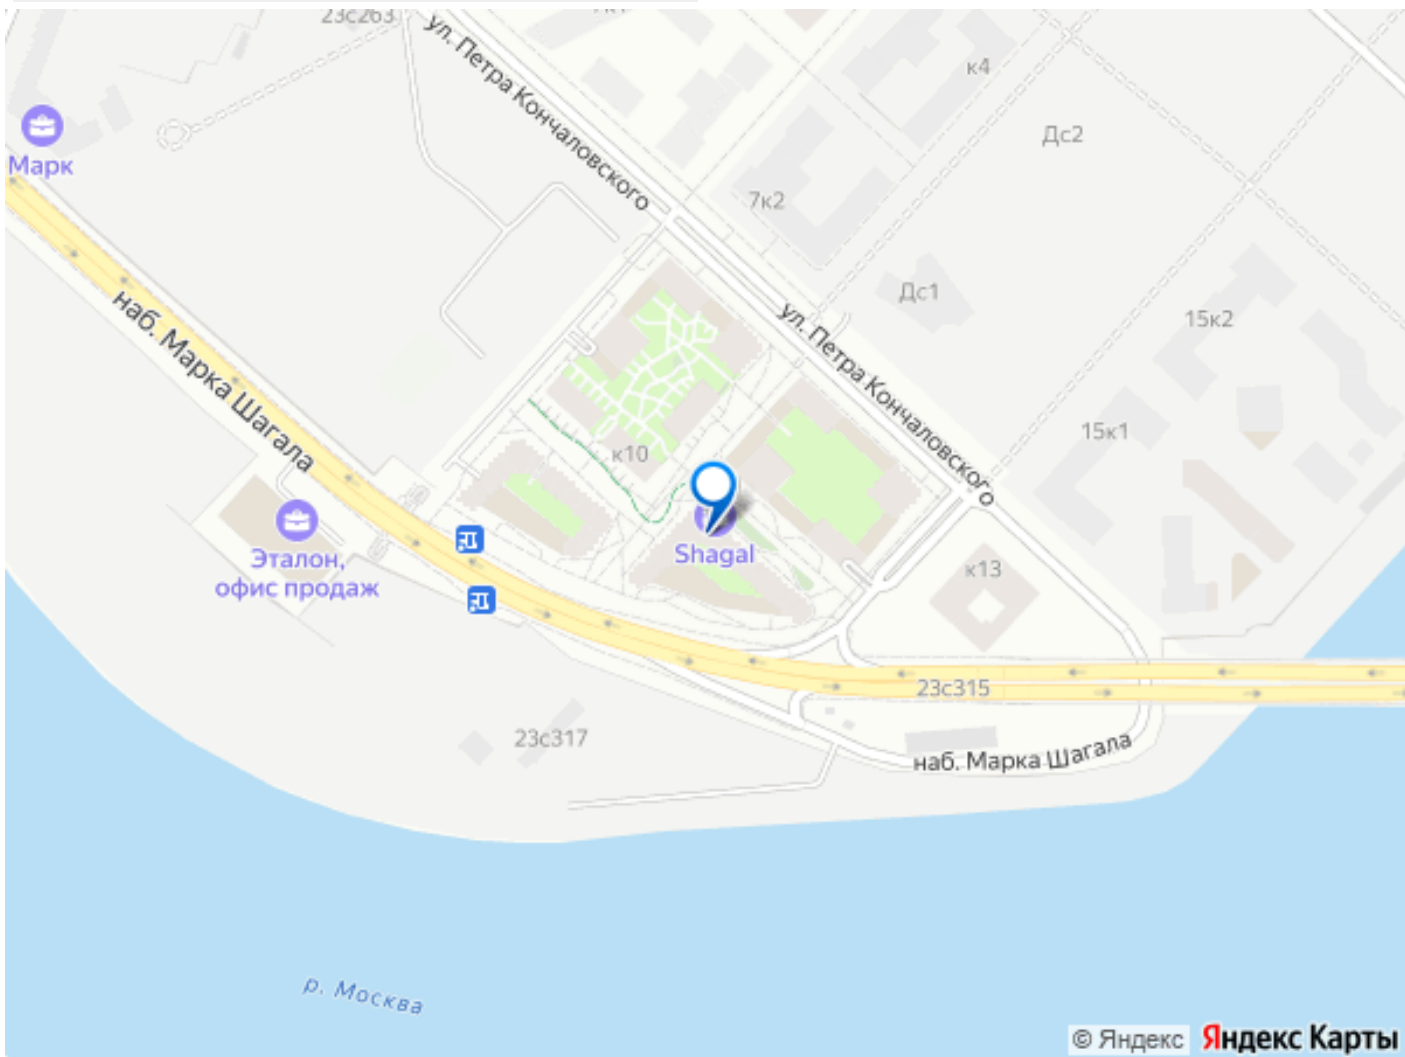 23с263
ул. Петра Кончаловского
к4
Марк
Дс2
7к2
Дс1
наб. Марка Шагала
ул. Петра Кончаловского
15к2
15к1
к10
Shagal
Эталон,
офис продаж
к13
23с315
23с317
наб. Марка Шагала
р. Москва
© Яндекс Яндекс Карты